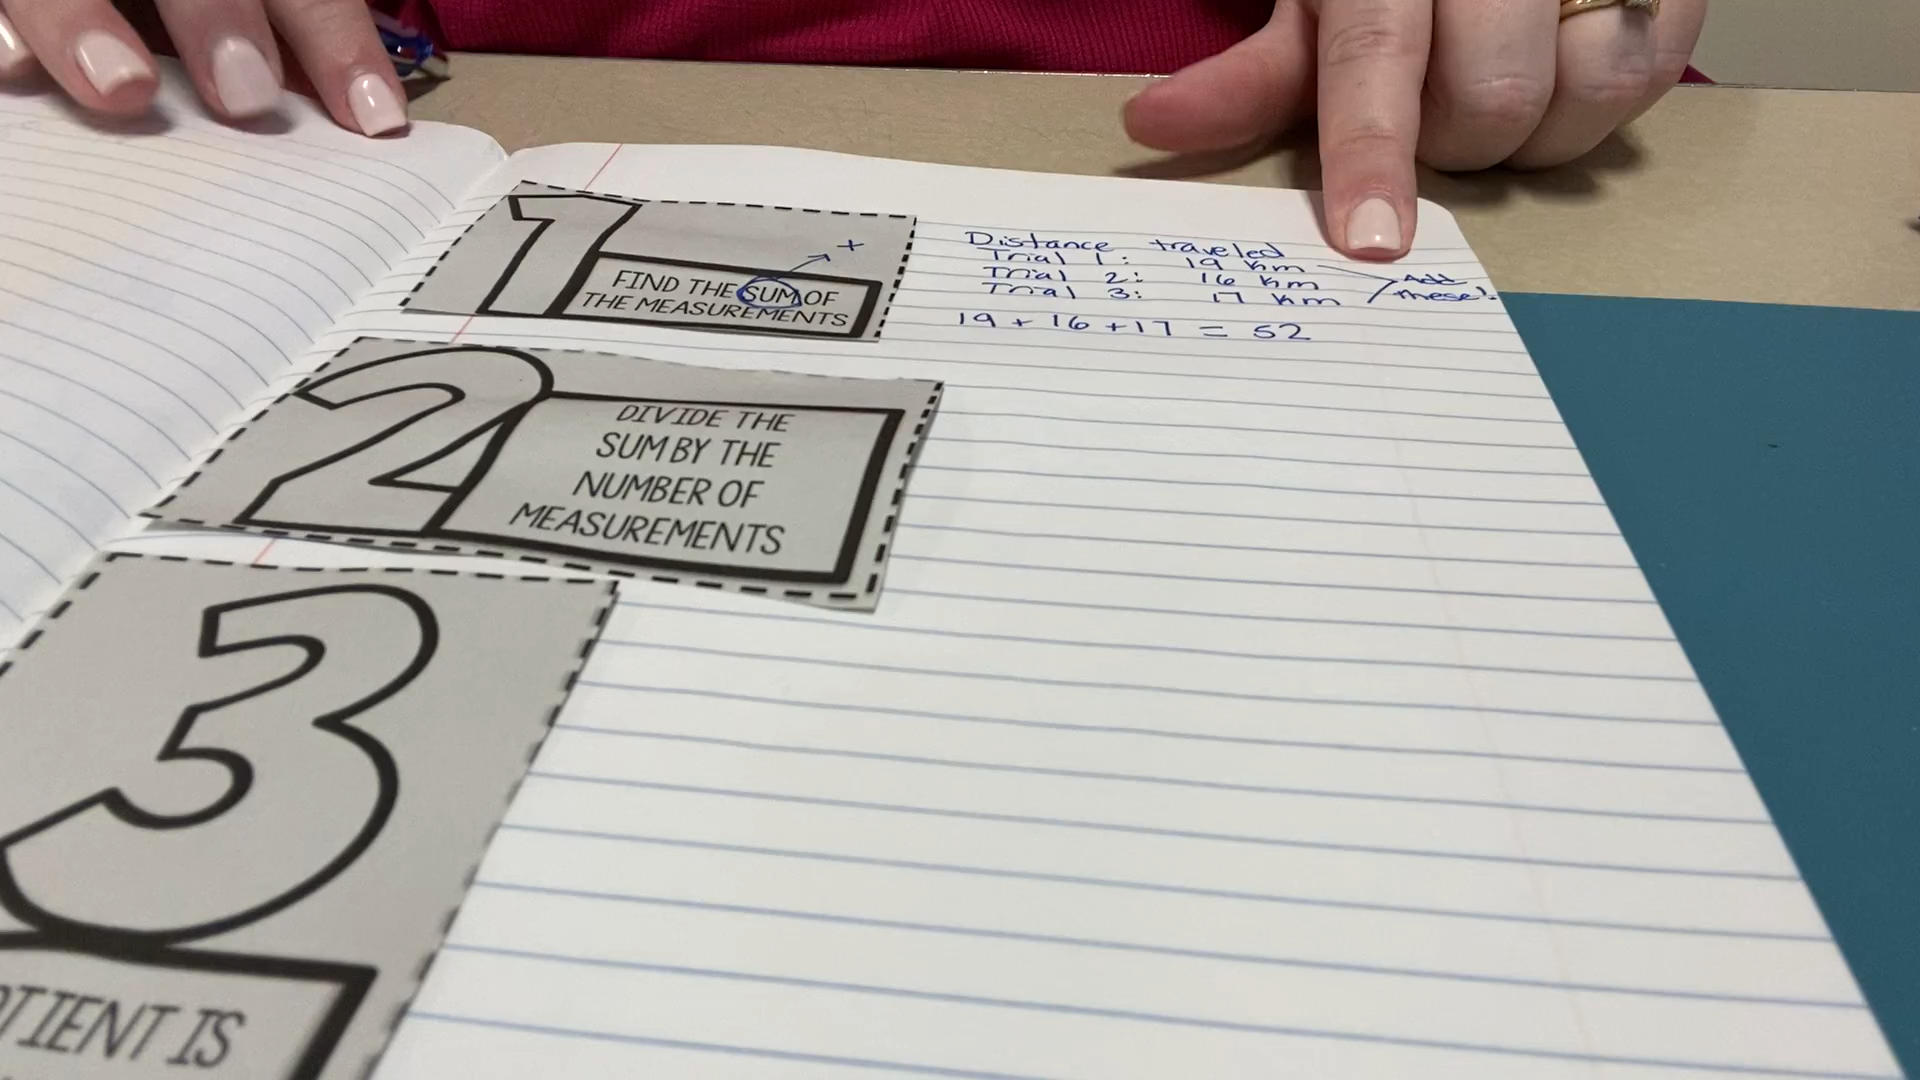 1
+
FIND THE SUM OF
THE MEASUREMENTS
Distance traveled
Trial 1: 19 km
Trial 2: 16 km
Trial 3: 17 km
Add
these!
19 + 16 + 17 = 52
2
DIVIDE THE
SUM BY THE
NUMBER OF
MEASUREMENTS
3
IS